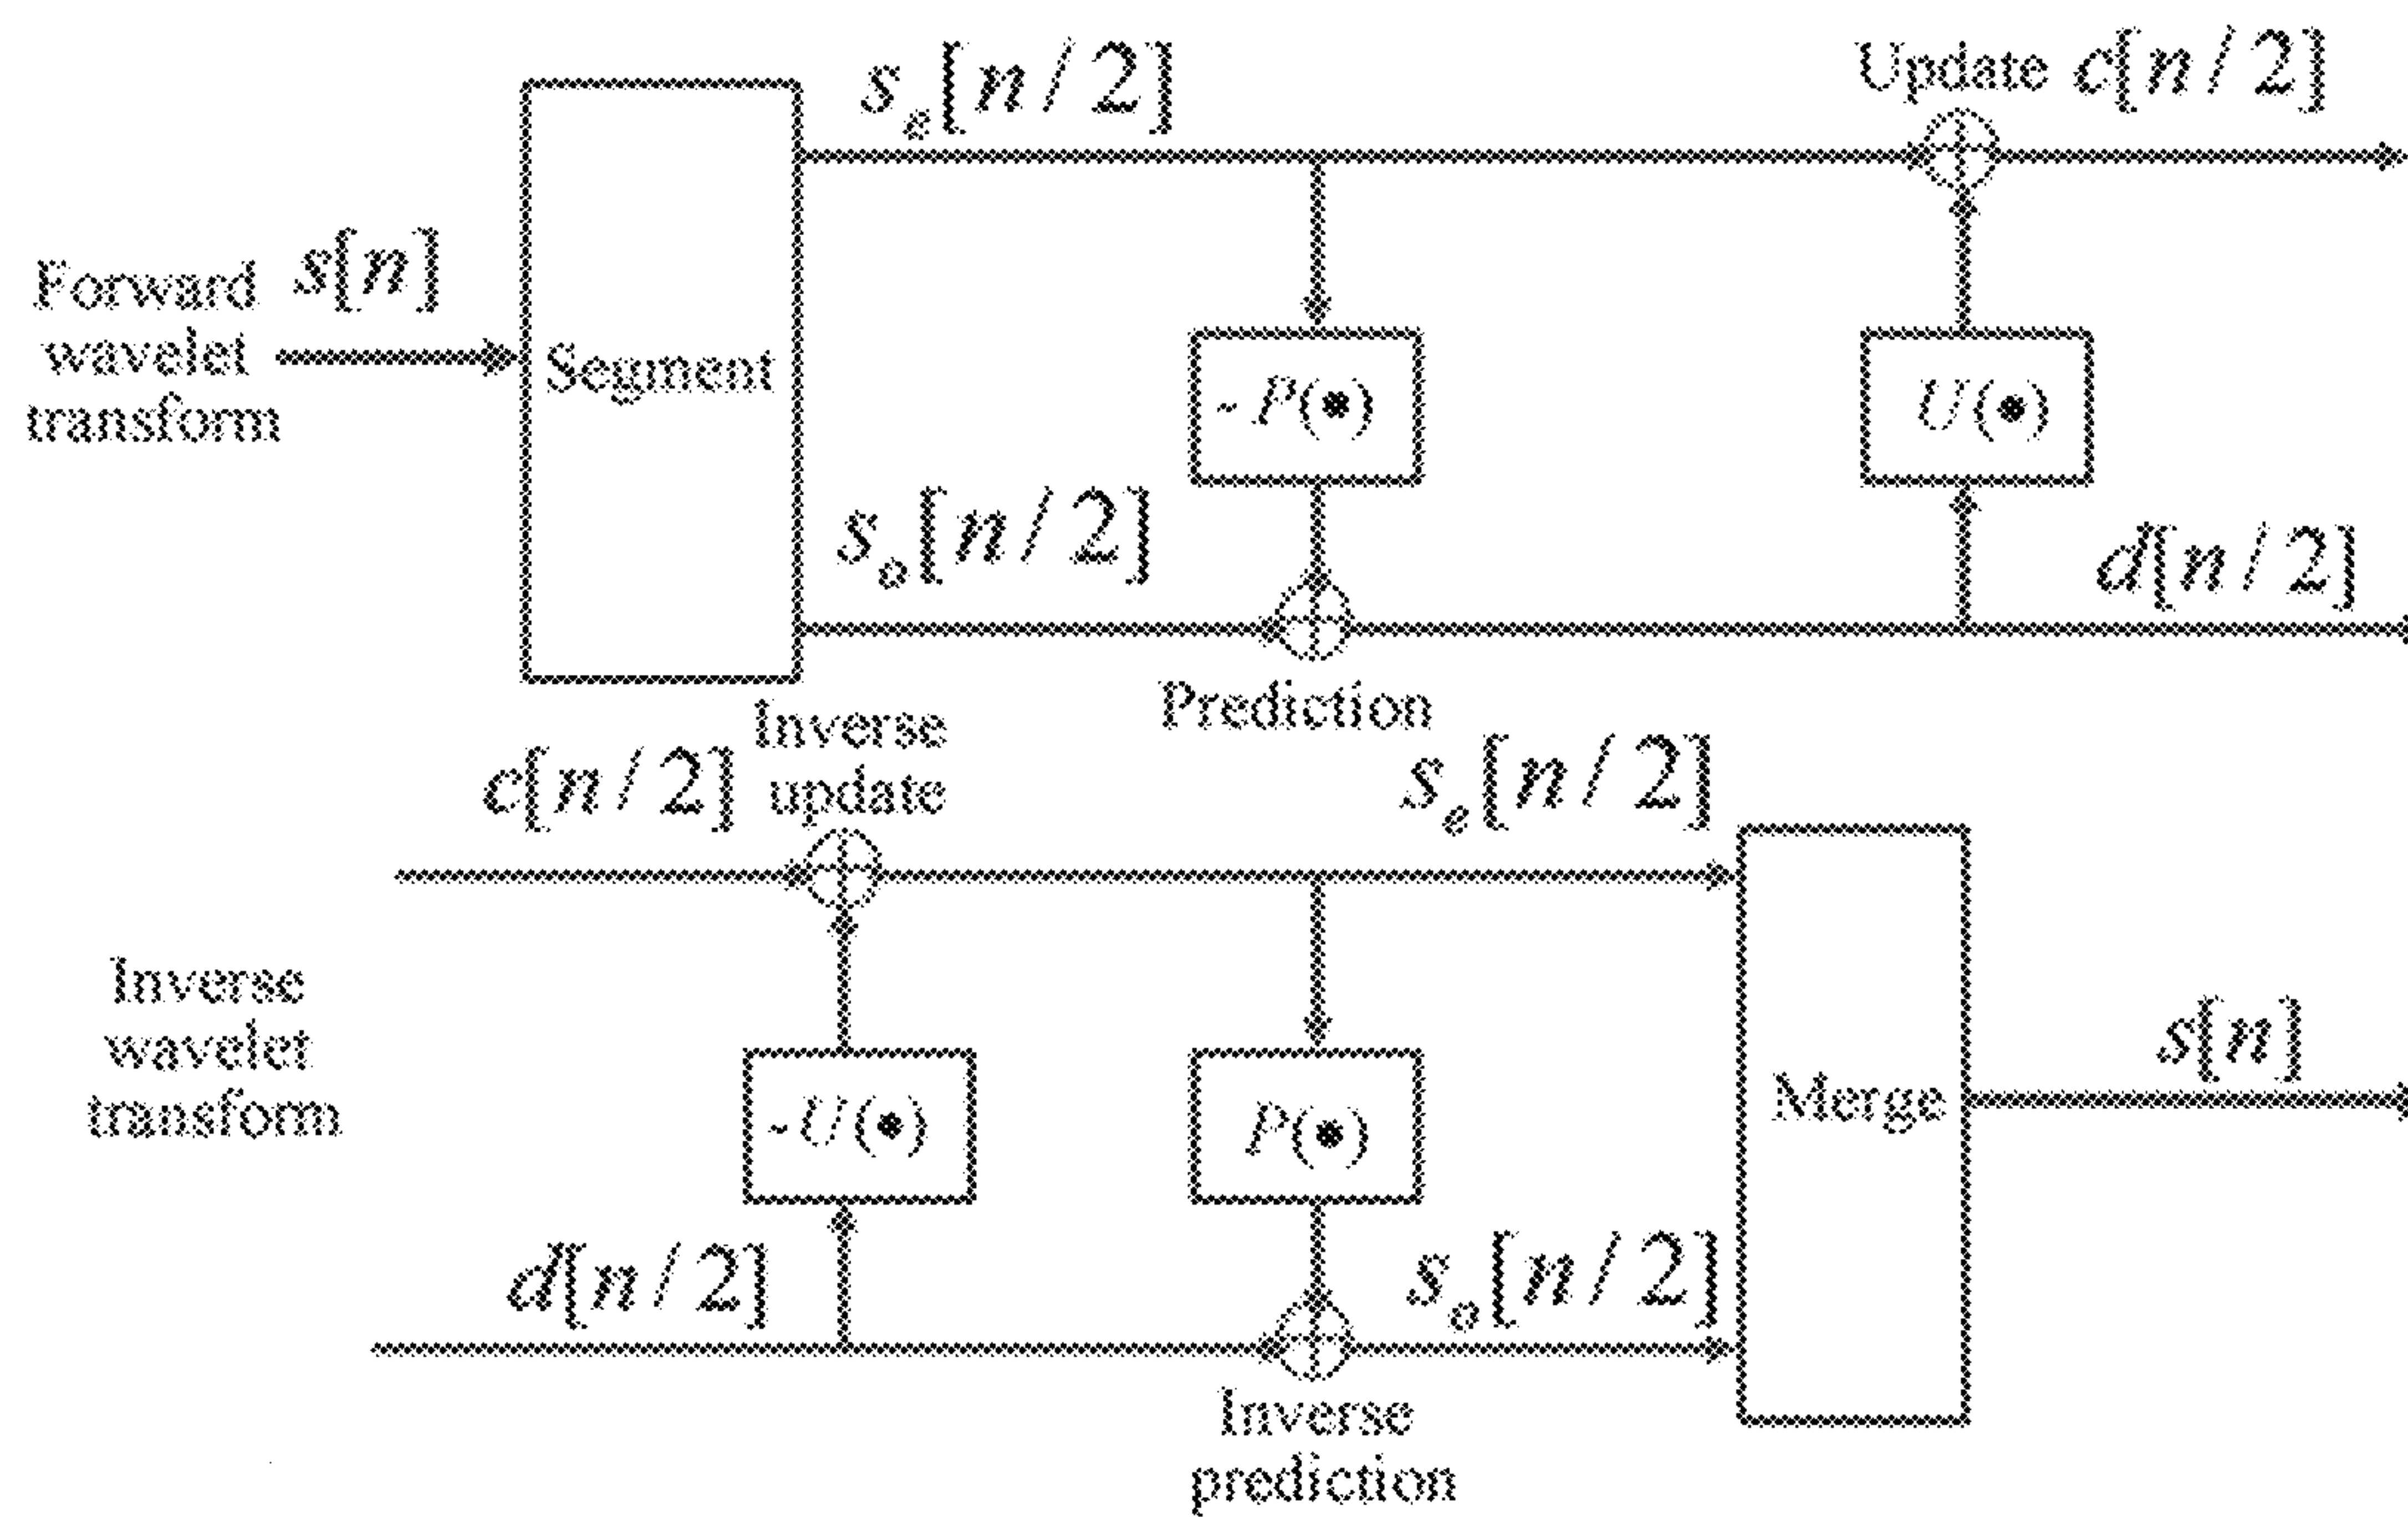 s_e[n/2]
Update c[n/2]
Forward
wavelet
transform
s[n]
Segment
-P(●)
U(●)
s_o[n/2]
d[n/2]
Prediction
c[n/2]
Inverse
update
s_e[n/2]
Inverse
wavelet
transform
-U(●)
P(●)
Merge
s[n]
d[n/2]
s_o[n/2]
Inverse
prediction